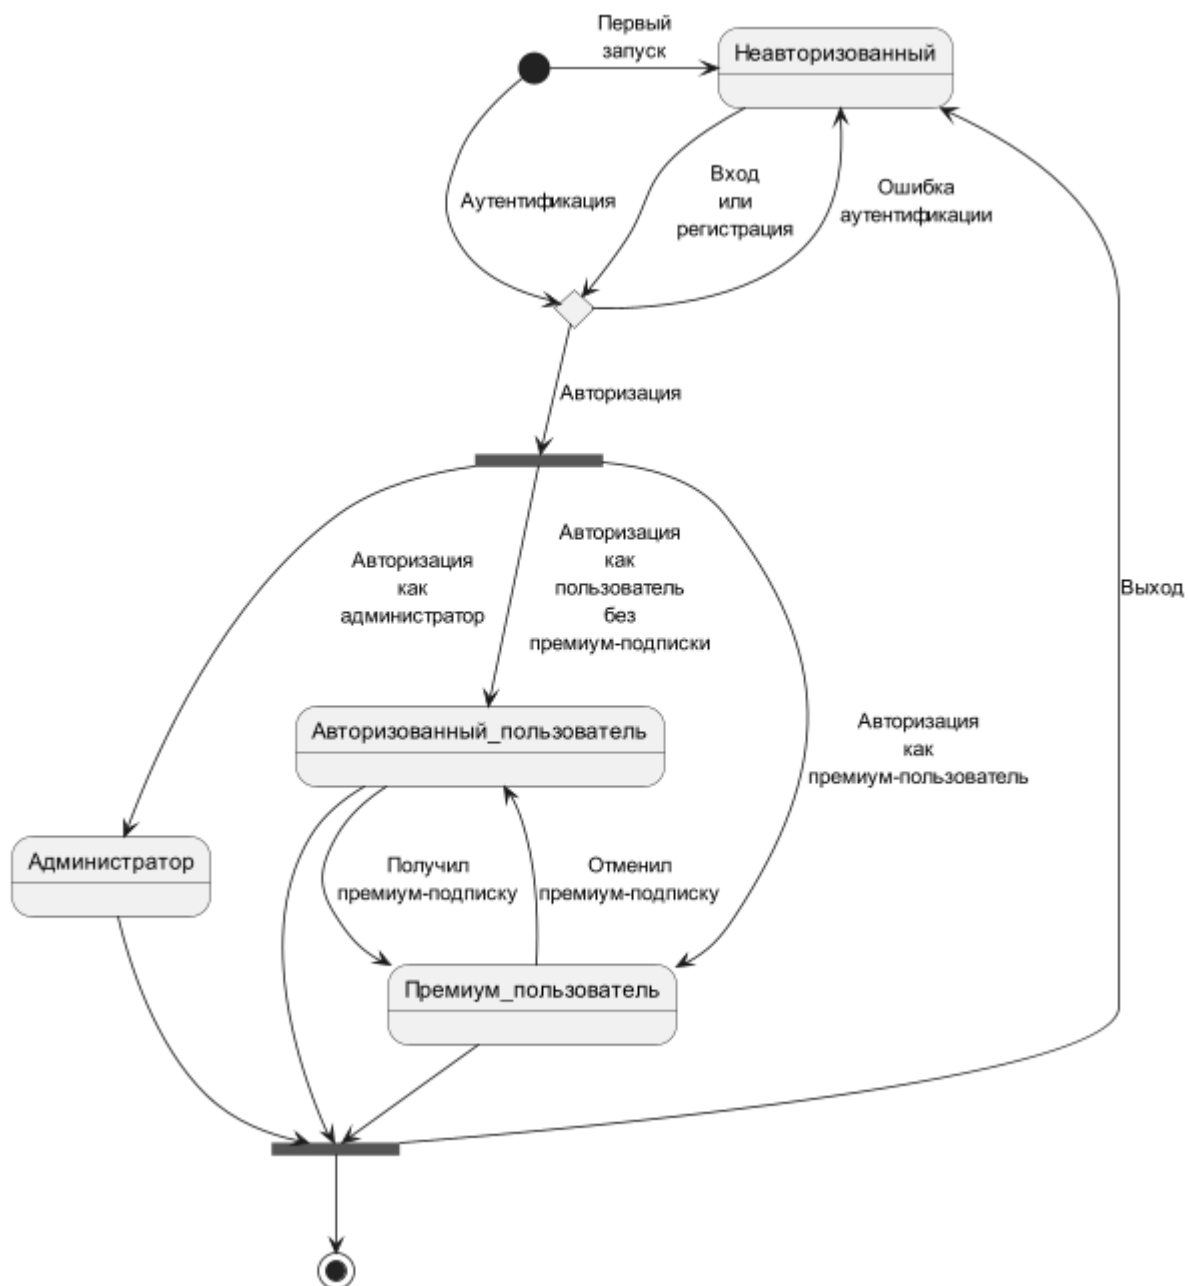 Первый
запуск
Неавторизованный
Аутентификация
Вход
или
регистрация
Ошибка
аутентификации
Авторизация
Авторизация
как
администратор
Авторизация
как
пользователь
без
премиум-подписки
Выход
Авторизация
как
премиум-пользователь
Авторизованный_пользователь
Администратор
Получил
премиум-подписку
Отменил
премиум-подписку
Премиум_пользователь